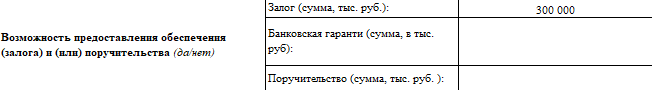 Залог (сумма, тыс. руб.):
300 000
Возможность предоставления обеспечения
(залога) и (или) поручительства (да/нет)
Банковская гаранти (сумма, в тыс.
руб):
Поручительство (сумма, тыс. руб. ):